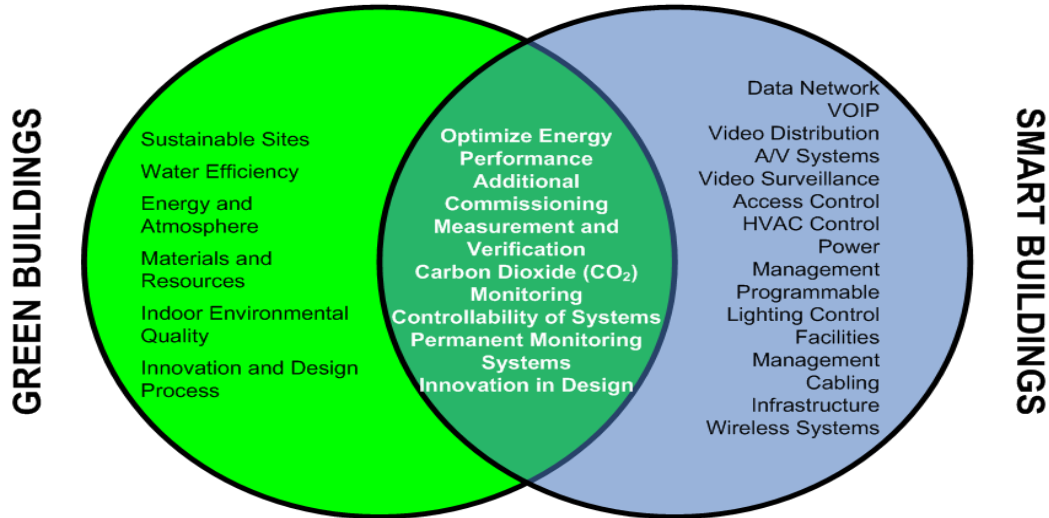 GREEN BUILDINGS
Sustainable Sites
Water Efficiency
Energy and
Atmosphere
Materials and
Resources
Indoor Environmental
Quality
Innovation and Design
Process
Optimize Energy
Performance
Additional
Commissioning
Measurement and
Verification
Carbon Dioxide (CO₂)
Monitoring
Controllability of Systems
Permanent Monitoring
Systems
Innovation in Design
Data Network
VOIP
Video Distribution
A/V Systems
Video Surveillance
Access Control
HVAC Control
Power
Management
Programmable
Lighting Control
Facilities
Management
Cabling
Infrastructure
Wireless Systems
SMART BUILDINGS